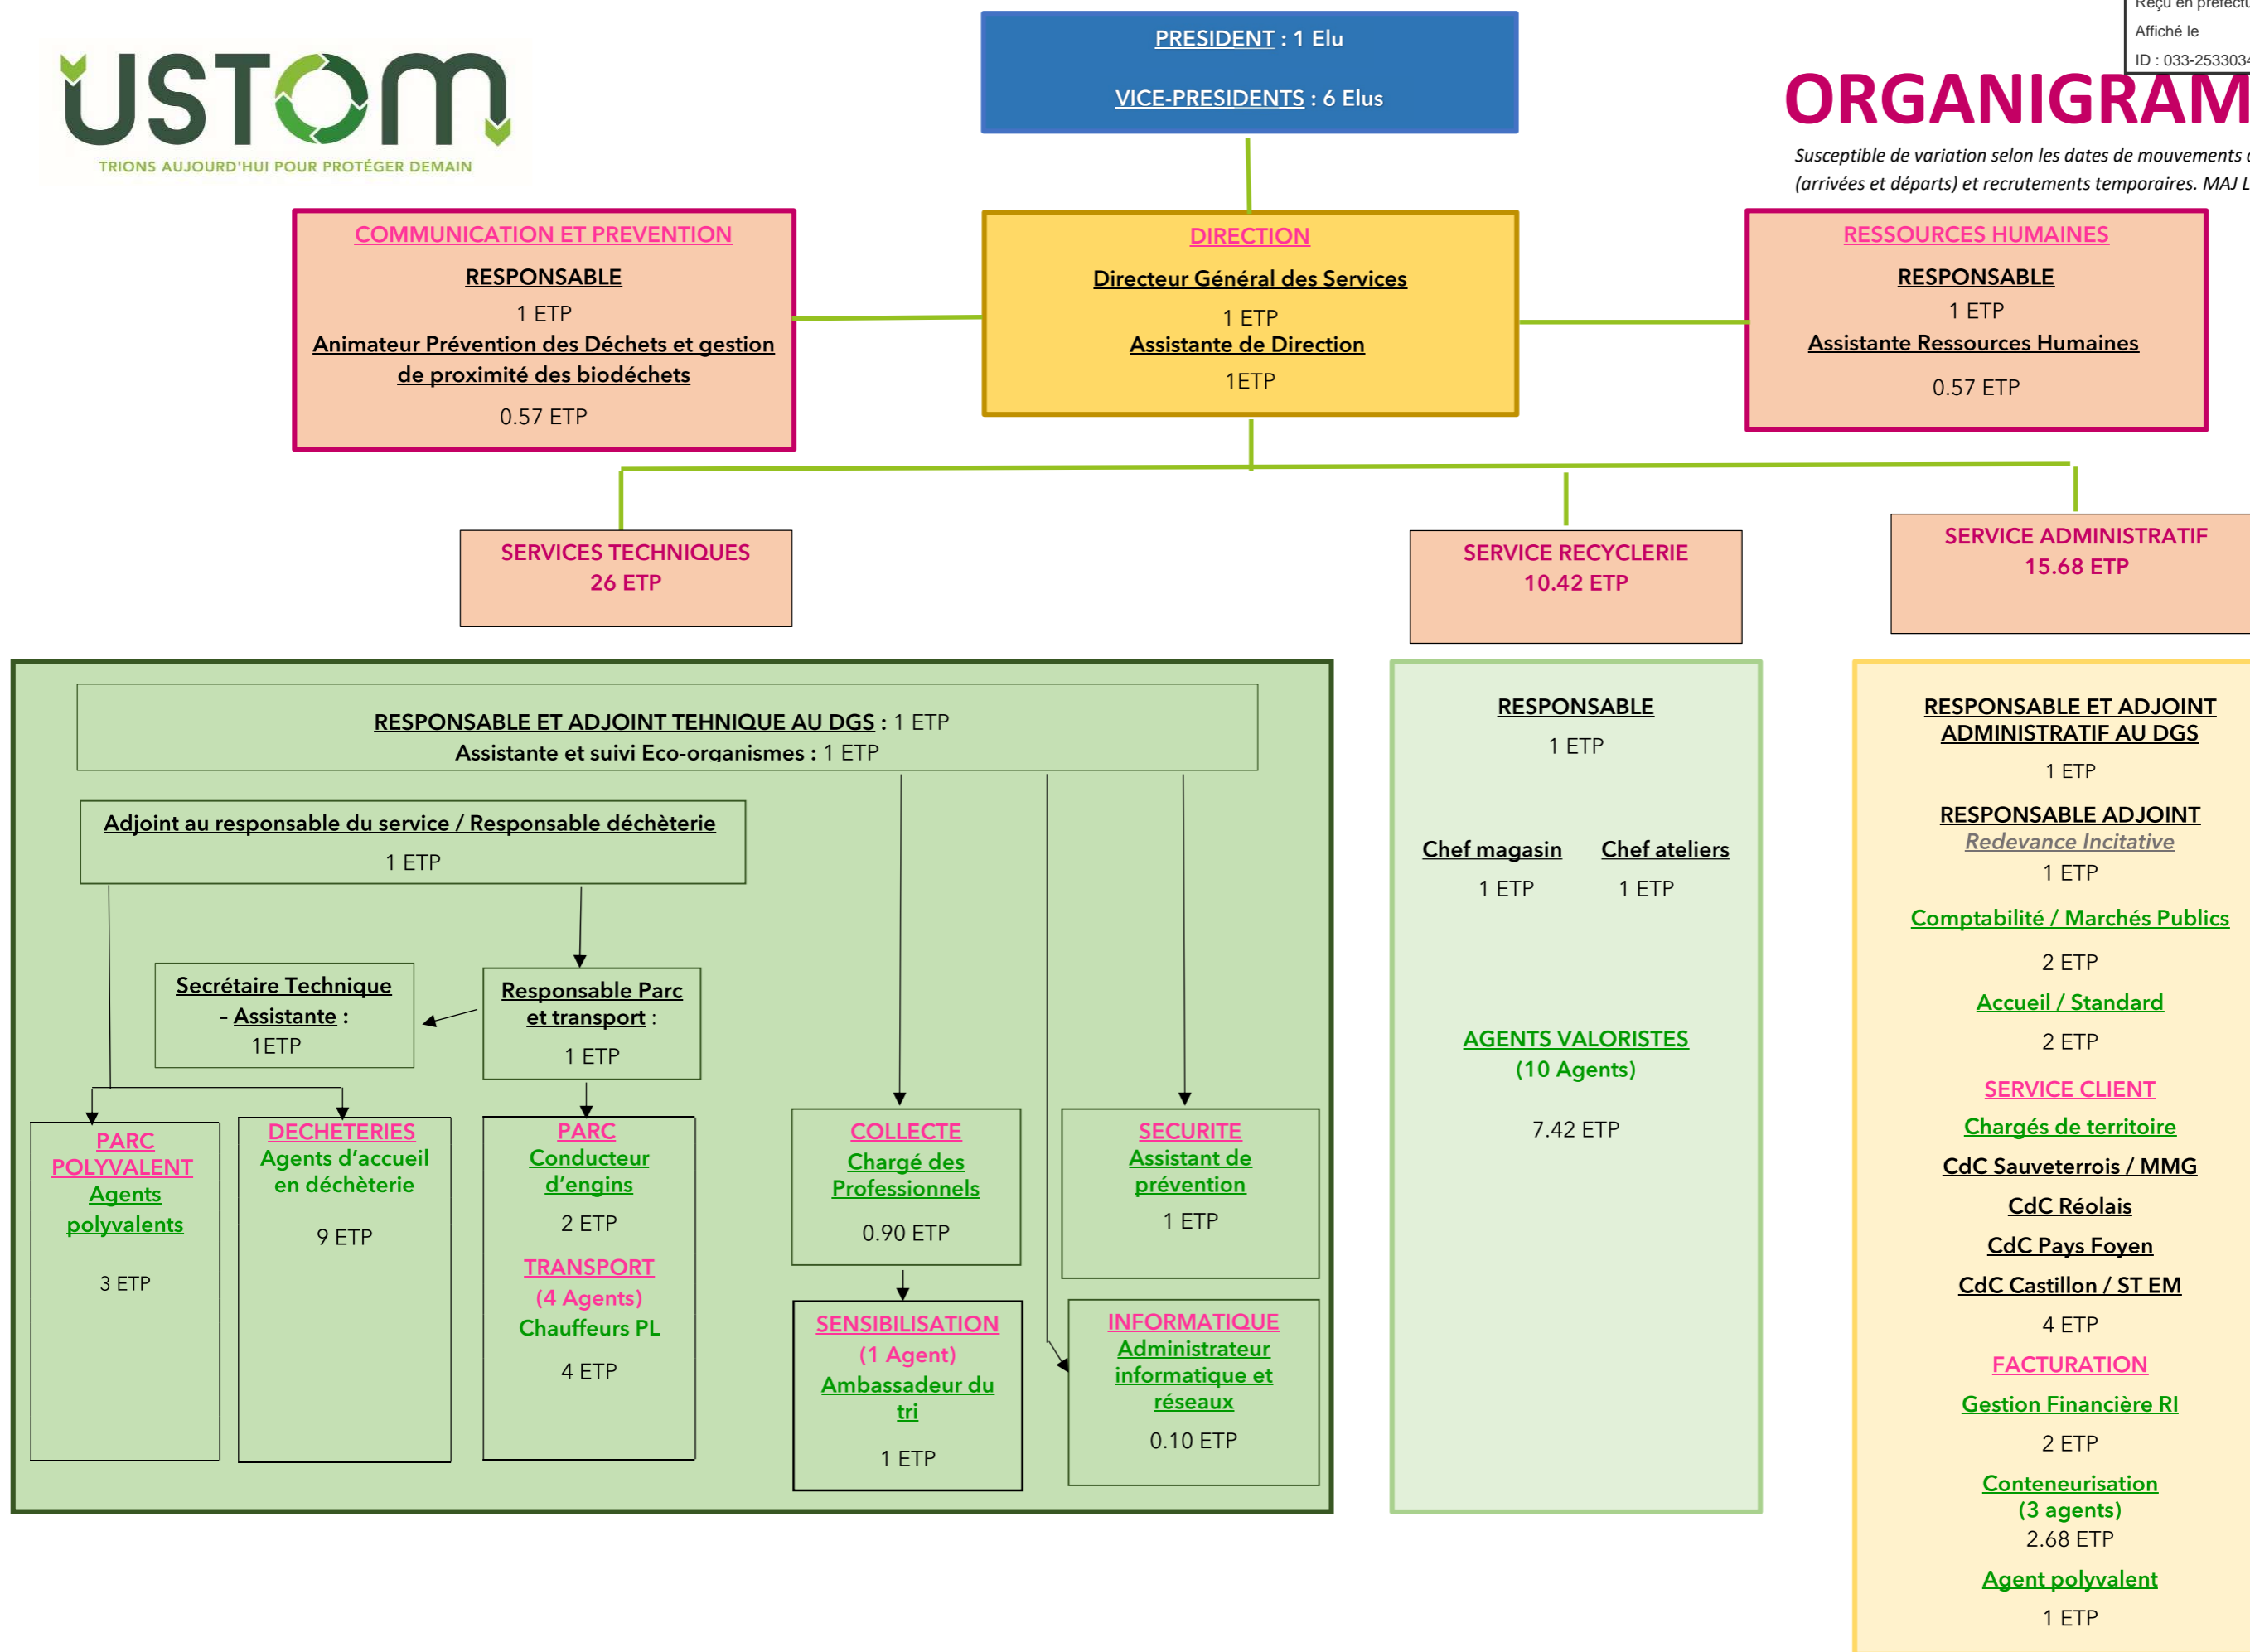 USTOM
TRIONS AUJOURD'HUI POUR PROTÉGER DEMAIN
PRESIDENT : 1 Elu
VICE-PRESIDENTS : 6 Elus
Affiché le
ID : 033-2533034
ORGANIGRAM
Susceptible de variation selon les dates de mouvements
(arrivées et départs) et recrutements temporaires. MAJ L
COMMUNICATION ET PREVENTION
RESPONSABLE
1 ETP
Animateur Prévention des Déchets et gestion
de proximité des biodéchets
0.57 ETP
DIRECTION
Directeur Général des Services
1 ETP
Assistante de Direction
1ETP
RESSOURCES HUMAINES
RESPONSABLE
1 ETP
Assistante Ressources Humaines
0.57 ETP
SERVICES TECHNIQUES
26 ETP
SERVICE RECYCLERIE
10.42 ETP
SERVICE ADMINISTRATIF
15.68 ETP
RESPONSABLE ET ADJOINT TEHNIQUE AU DGS : 1 ETP
Assistante et suivi Eco-organismes : 1 ETP
Adjoint au responsable du service / Responsable déchèterie
1 ETP
Secrétaire Technique
– Assistante :
1ETP
Responsable Parc
et transport :
1 ETP
PARC
POLYVALENT
Agents
polyvalents
3 ETP
DECHETERIES
Agents d'accueil
en déchèterie
9 ETP
PARC
Conducteur
d'engins
2 ETP
TRANSPORT
(4 Agents)
Chauffeurs PL
4 ETP
COLLECTE
Chargé des
Professionnels
0.90 ETP
SENSIBILISATION
(1 Agent)
Ambassadeur du
tri
1 ETP
SECURITE
Assistant de
prévention
1 ETP
INFORMATIQUE
Administrateur
informatique et
réseaux
0.10 ETP
RESPONSABLE
1 ETP
Chef magasin
1 ETP
Chef ateliers
1 ETP
AGENTS VALORISTES
(10 Agents)
7.42 ETP
RESPONSABLE ET ADJOINT
ADMINISTRATIF AU DGS
1 ETP
RESPONSABLE ADJOINT
Redevance Incitative
1 ETP
Comptabilité / Marchés Publics
2 ETP
Accueil / Standard
2 ETP
SERVICE CLIENT
Chargés de territoire
CdC Sauveterrois / MMG
CdC Réolais
CdC Pays Foyen
CdC Castillon / ST EM
4 ETP
FACTURATION
Gestion Financière RI
2 ETP
Conteneurisation
(3 agents)
2.68 ETP
Agent polyvalent
1 ETP